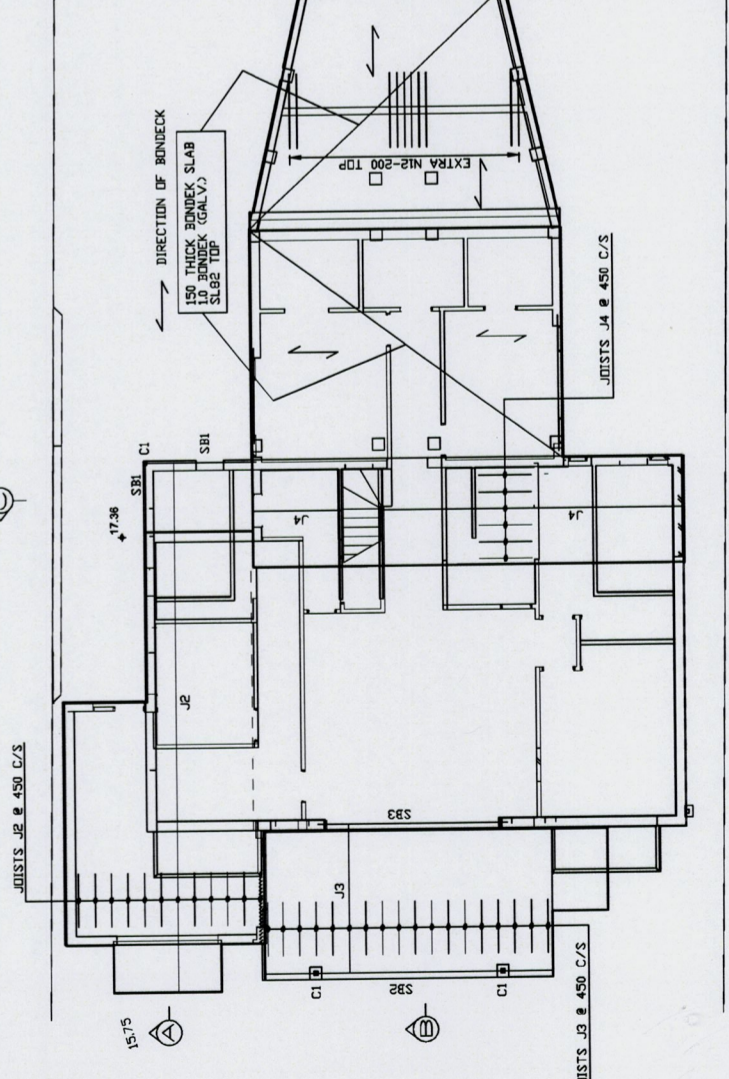 DIRECTION OF BONDECK
150 THICK BONDEK SLAB
1.0 BONDEK (GALV.)
SL82 TOP
EXTRA N12-200 TOP
JOISTS J4 @ 450 C/S
C1
SB1
SB1
17.36
J4
J4
J2
JOISTS J2 @ 450 C/S
SB3
J3
C1
SB2
C1
15.75
A
B
C
ISTS J3 @ 450 C/S